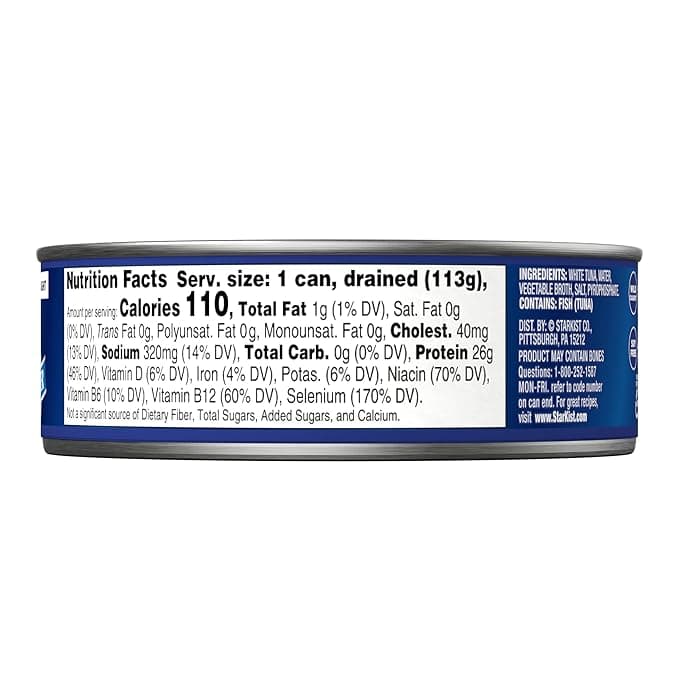 Nutrition Facts Serv. size: 1 can, drained (113g),
Amount per serving: Calories 110, Total Fat 1g (1% DV), Sat. Fat 0g
(0% DV), Trans Fat 0g, Polyunsat. Fat 0g, Monounsat. Fat 0g, Cholest. 40mg
(13% DV), Sodium 320mg (14% DV), Total Carb. 0g (0% DV), Protein 26g
(46% DV), Vitamin D (6% DV), Iron (4% DV), Potas. (6% DV), Niacin (70% DV),
Vitamin B6 (10% DV), Vitamin B12 (60% DV), Selenium (170% DV).
Not a significant source of Dietary Fiber, Total Sugars, Added Sugars, and Calcium.
INGREDIENTS: WHITE TUNA, WATER,
VEGETABLE BROTH, SALT, PYROPHOSPHATE.
CONTAINS: FISH (TUNA)
DIST. BY: © STARKIST CO.,
PITTSBURGH, PA 15212
PRODUCT MAY CONTAIN BONES
Questions: 1-800-252-1587
MON-FRI. refer to code number
on can end. For great recipes,
visit www.StarKist.com
WILD
SOY
FREE